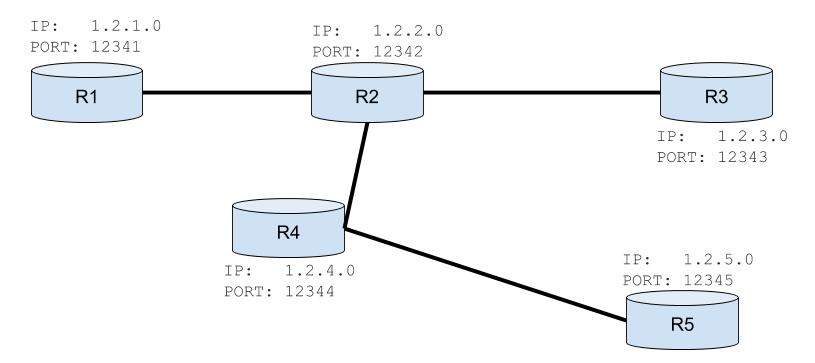 IP: 1.2.1.0
PORT: 12341
R1
IP: 1.2.2.0
PORT: 12342
R2
R3
IP: 1.2.3.0
PORT: 12343
R4
IP: 1.2.4.0
PORT: 12344
IP: 1.2.5.0
PORT: 12345
R5